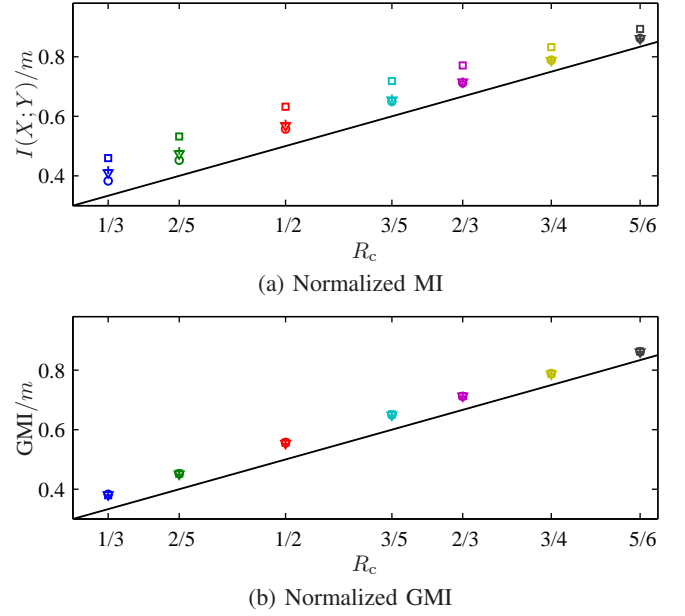 0.8
0.6
0.4
I(X;Y)/m
1/3 2/5 1/2 3/5 2/3 3/4 5/6
R_c
(a) Normalized MI
0.8
0.6
0.4
GMI/m
1/3 2/5 1/2 3/5 2/3 3/4 5/6
R_c
(b) Normalized GMI